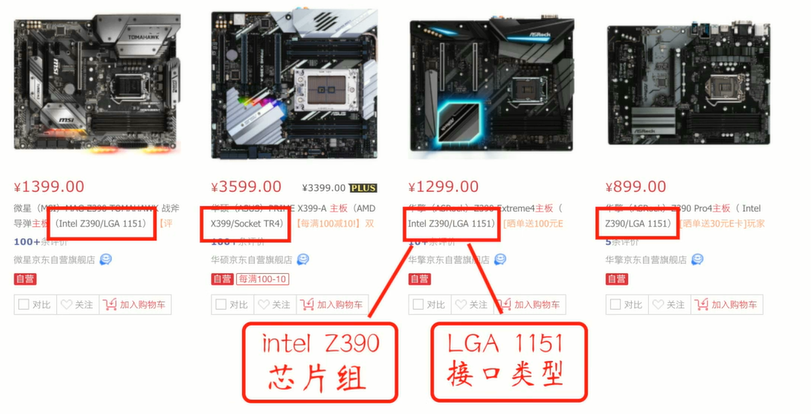 TOMAHAWK
msi
ASRock
ASRock
¥1399.00
微星（MSI）MAG Z390 TOMAHAWK 战斧
导弹主板（Intel Z390/LGA 1151）【评
100+条评价
微星京东自营旗舰店
自营
对比 关注 加入购物车
¥3599.00 ¥3399.00 PLUS
华硕（ASUS）PRIME X399-A 主板（AMD
X399/Socket TR4）【每满100减10!】双
100+条评价
华硕京东自营旗舰店
自营 每满100-10
对比 关注 加入购物车
¥1299.00
华擎（ASRock）Z390 Extreme4主板（
Intel Z390/LGA 1151）[晒单送100元E
10+条评价
华擎京东自营旗舰店
自营
对比 关注 加入购物车
¥899.00
华擎（ASRock）Z390 Pro4主板（ Intel
Z390/LGA 1151）[晒单送30元E卡]玩家
5条评价
华擎京东自营旗舰店
自营
对比 关注 加入购物车
intel Z390
芯片组
LGA 1151
接口类型